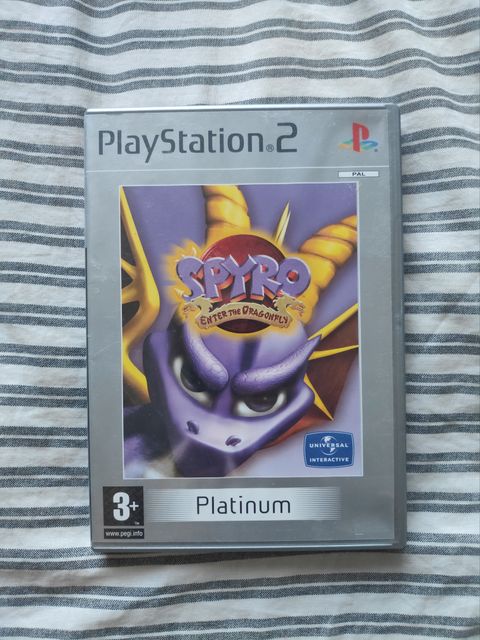 PlayStation®2
PAL
SPYRO
ENTER THE DRAGONFLY
UNIVERSAL
INTERACTIVE
3+
www.pegi.info
Platinum